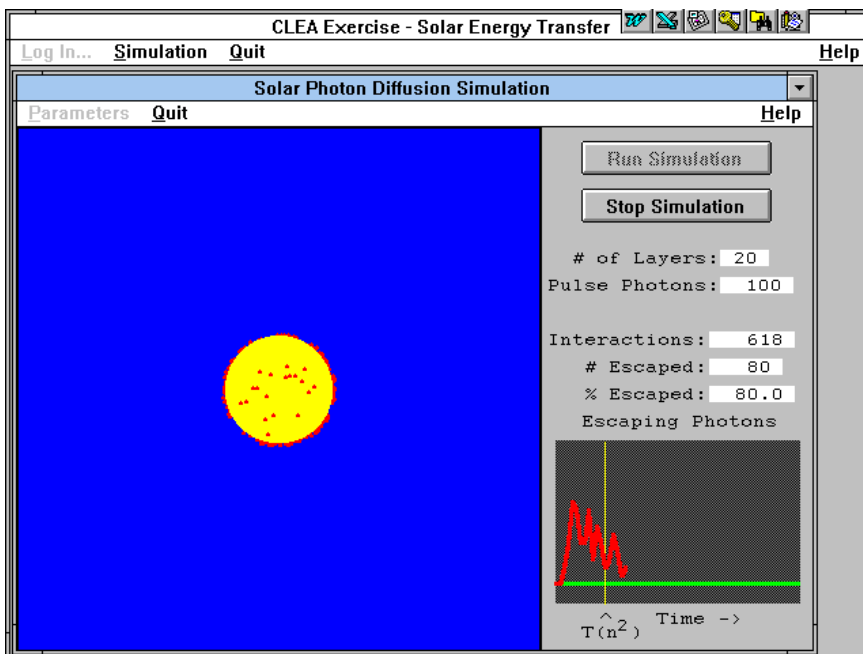 CLEA Exercise - Solar Energy Transfer
Log In... Simulation Quit Help
Solar Photon Diffusion Simulation
Parameters Quit Help
Run Simulation
Stop Simulation
# of Layers: 20
Pulse Photons: 100
Interactions: 618
# Escaped: 80
% Escaped: 80.0
Escaping Photons
^ Time ->
T(n²)